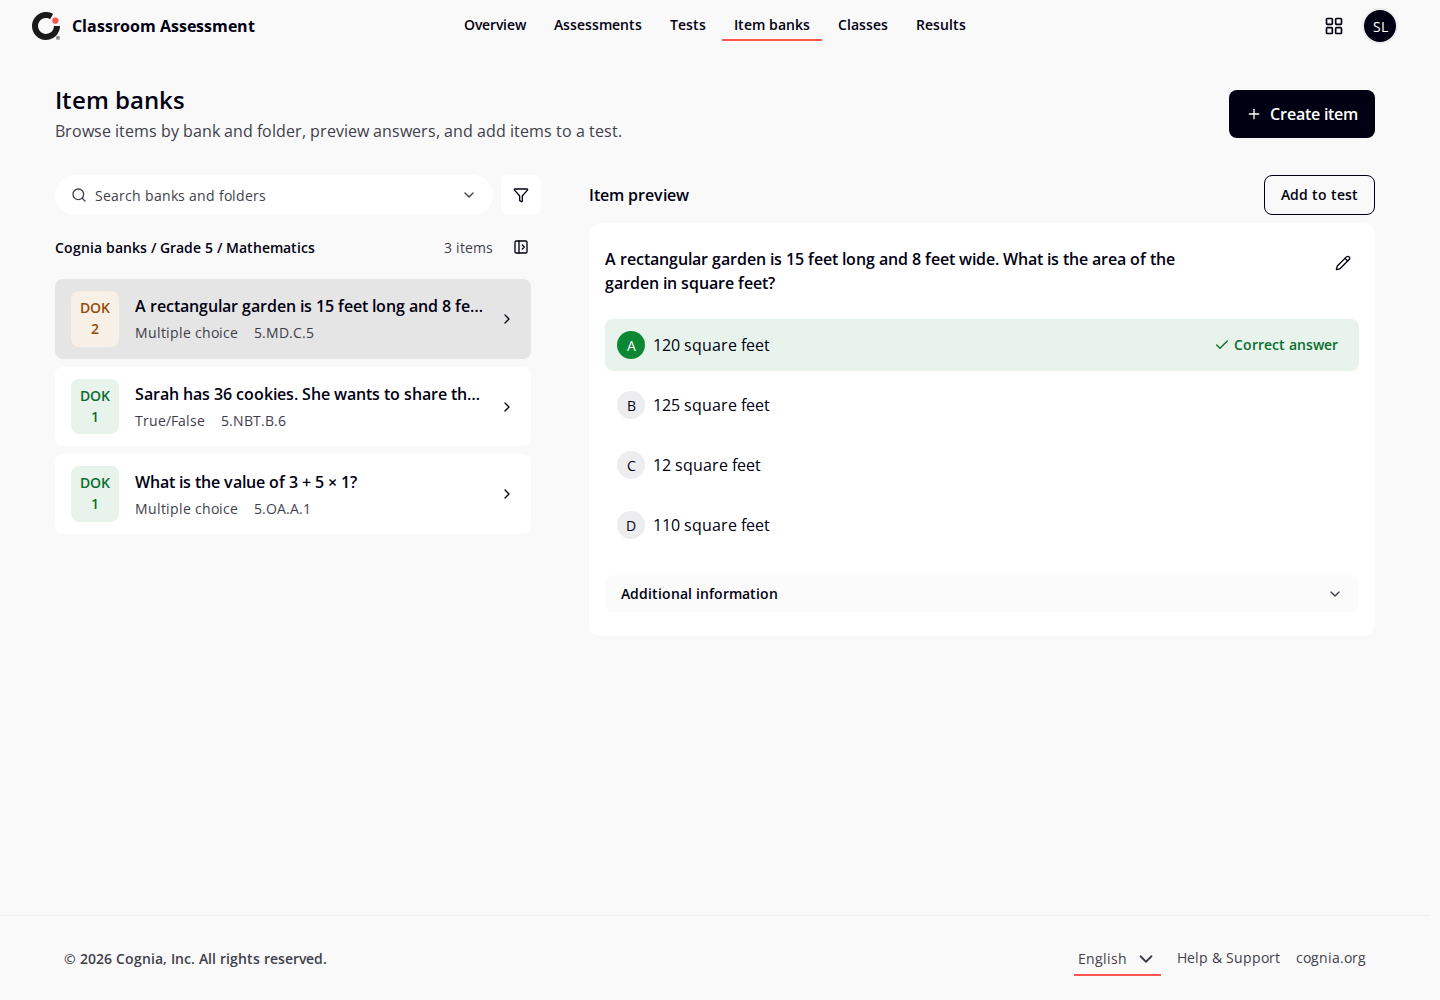 Classroom Assessment
Overview
Assessments
Tests
Item banks
Classes
Results
SL
Item banks
Browse items by bank and folder, preview answers, and add items to a test.
Create item
Search banks and folders
Cognia banks / Grade 5 / Mathematics
3 items
DOK
2
A rectangular garden is 15 feet long and 8 fe...
Multiple choice 5.MD.C.5
DOK
1
Sarah has 36 cookies. She wants to share th...
True/False 5.NBT.B.6
DOK
1
What is the value of 3 + 5 × 1?
Multiple choice 5.OA.A.1
Item preview
Add to test
A rectangular garden is 15 feet long and 8 feet wide. What is the area of the
garden in square feet?
A 120 square feet
Correct answer
B 125 square feet
C 12 square feet
D 110 square feet
Additional information
© 2026 Cognia, Inc. All rights reserved.
English
Help & Support
cognia.org